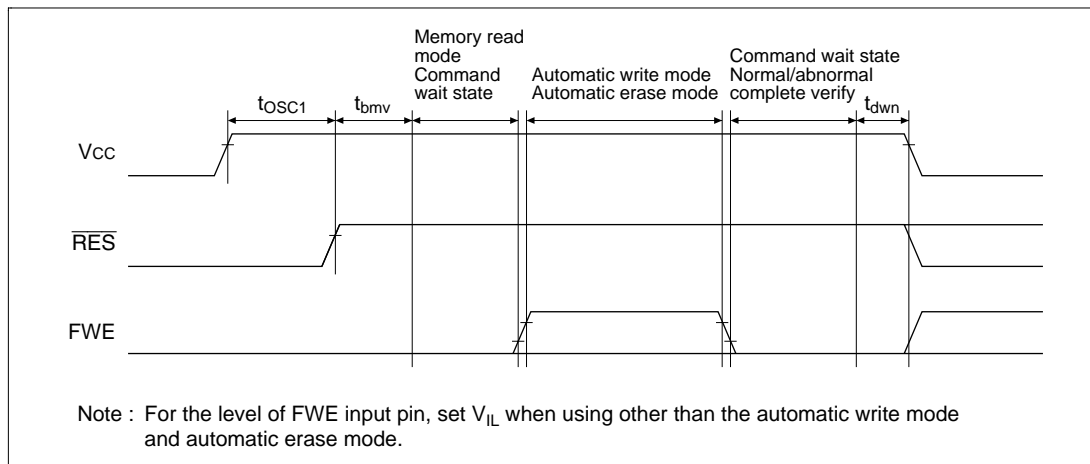 Memory read
mode
Command
wait state
Automatic write mode
Automatic erase mode
Command wait state
Normal/abnormal
complete verify
tOSC1
tbmv
tdwn
VCC
RES
FWE
Note : For the level of FWE input pin, set VIL when using other than the automatic write mode
and automatic erase mode.